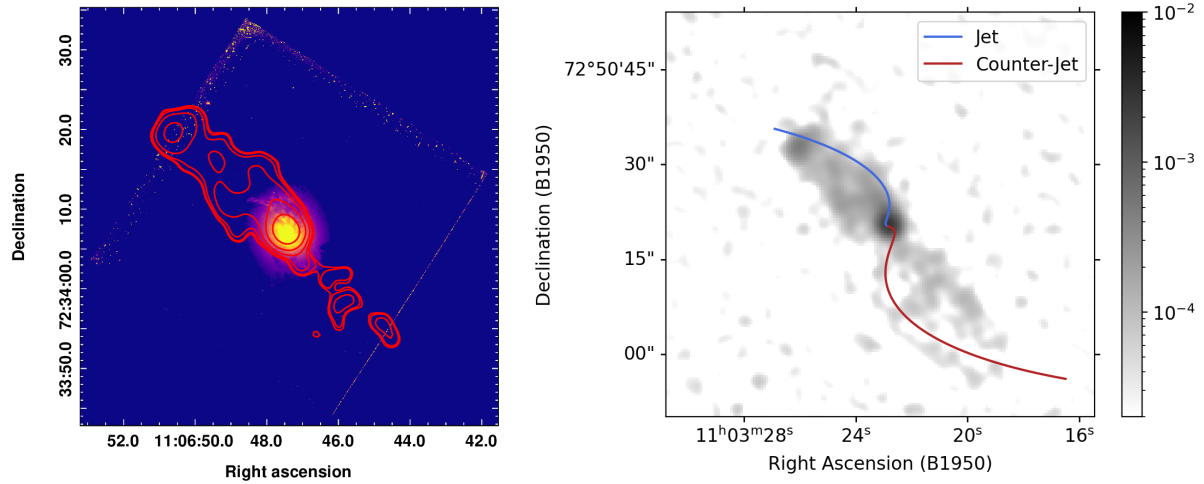 Declination
30.0
20.0
10.0
72:34:00.0
33:50.0
52.0 11:06:50.0 48.0 46.0 44.0 42.0
Right ascension
Declination (B1950)
72°50'45"
30"
15"
00"
11ʰ03ᵐ28ˢ 24ˢ 20ˢ 16ˢ
Right Ascension (B1950)
Jet
Counter-Jet
10⁻²
10⁻³
10⁻⁴